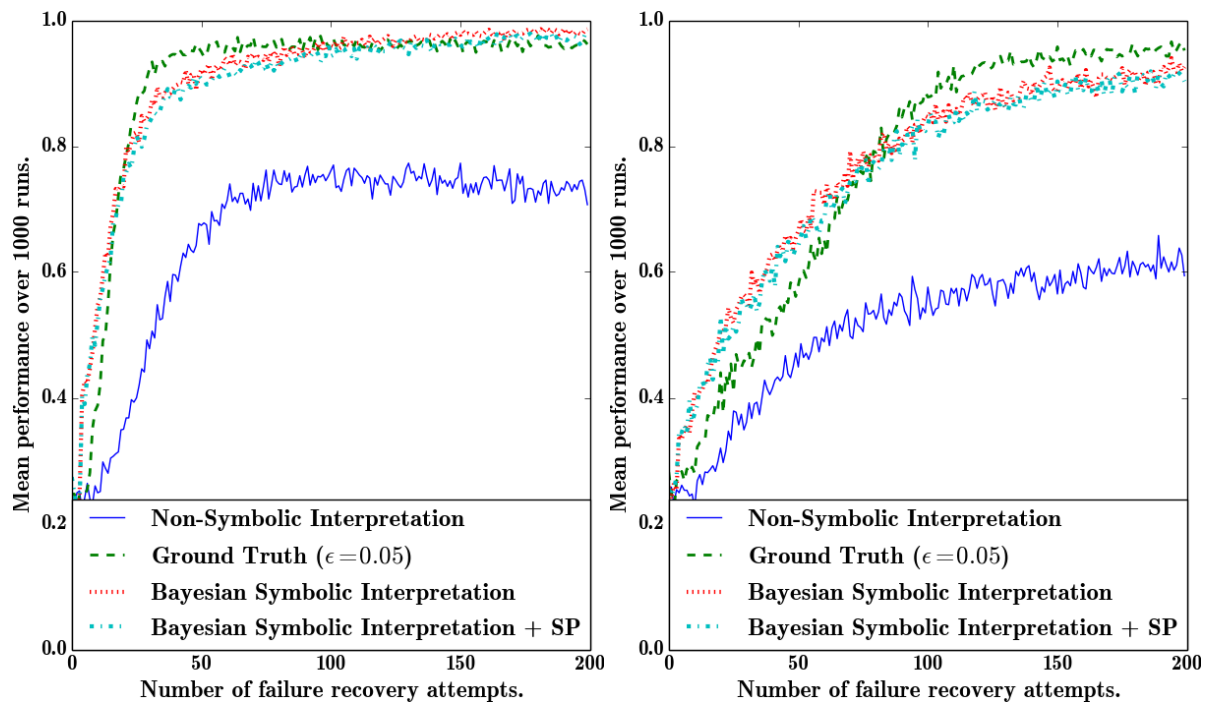 1.0
0.8
0.6
0.4
0.2
0.0
Mean performance over 1000 runs.
Non-Symbolic Interpretation
Ground Truth (ϵ=0.05)
Bayesian Symbolic Interpretation
Bayesian Symbolic Interpretation + SP
0 50 100 150 200
Number of failure recovery attempts.
1.0
0.8
0.6
0.4
0.2
0.0
Mean performance over 1000 runs.
Non-Symbolic Interpretation
Ground Truth (ϵ=0.05)
Bayesian Symbolic Interpretation
Bayesian Symbolic Interpretation + SP
0 50 100 150 200
Number of failure recovery attempts.